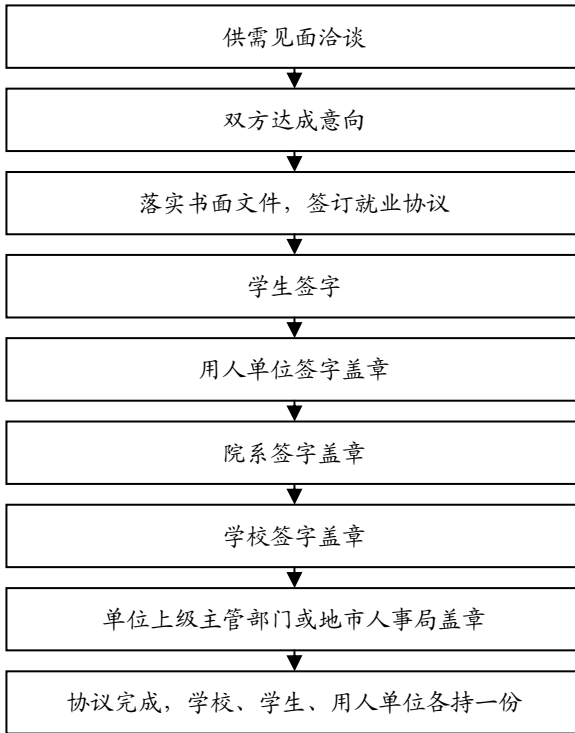 供需见面洽谈
双方达成意向
落实书面文件，签订就业协议
学生签字
用人单位签字盖章
院系签字盖章
学校签字盖章
单位上级主管部门或地市人事局盖章
协议完成，学校、学生、用人单位各持一份